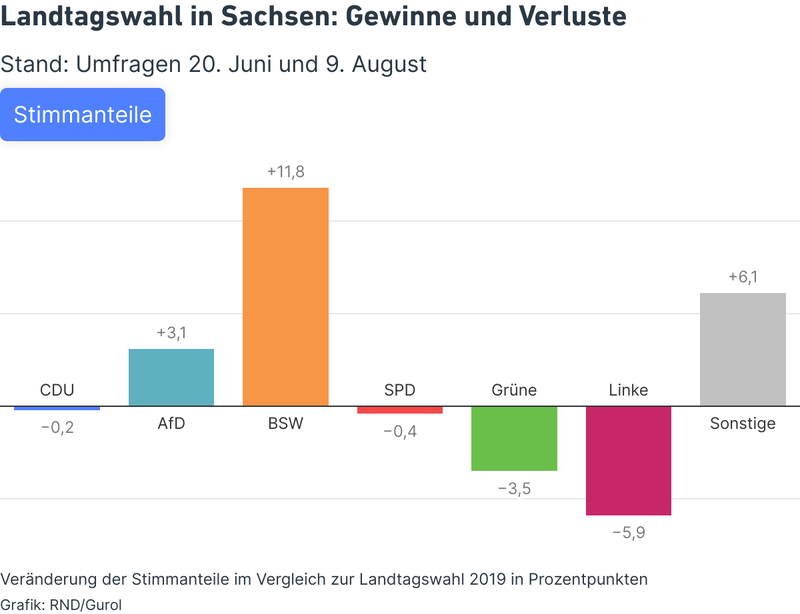 Landtagswahl in Sachsen: Gewinne und Verluste
Stand: Umfragen 20. Juni und 9. August
Stimmanteile
+11,8
+6,1
+3,1
CDU
SPD
Grüne
Linke
−0,2
AfD
BSW
−0,4
Sonstige
−3,5
−5,9
Veränderung der Stimmanteile im Vergleich zur Landtagswahl 2019 in Prozentpunkten
Grafik: RND/Gurol